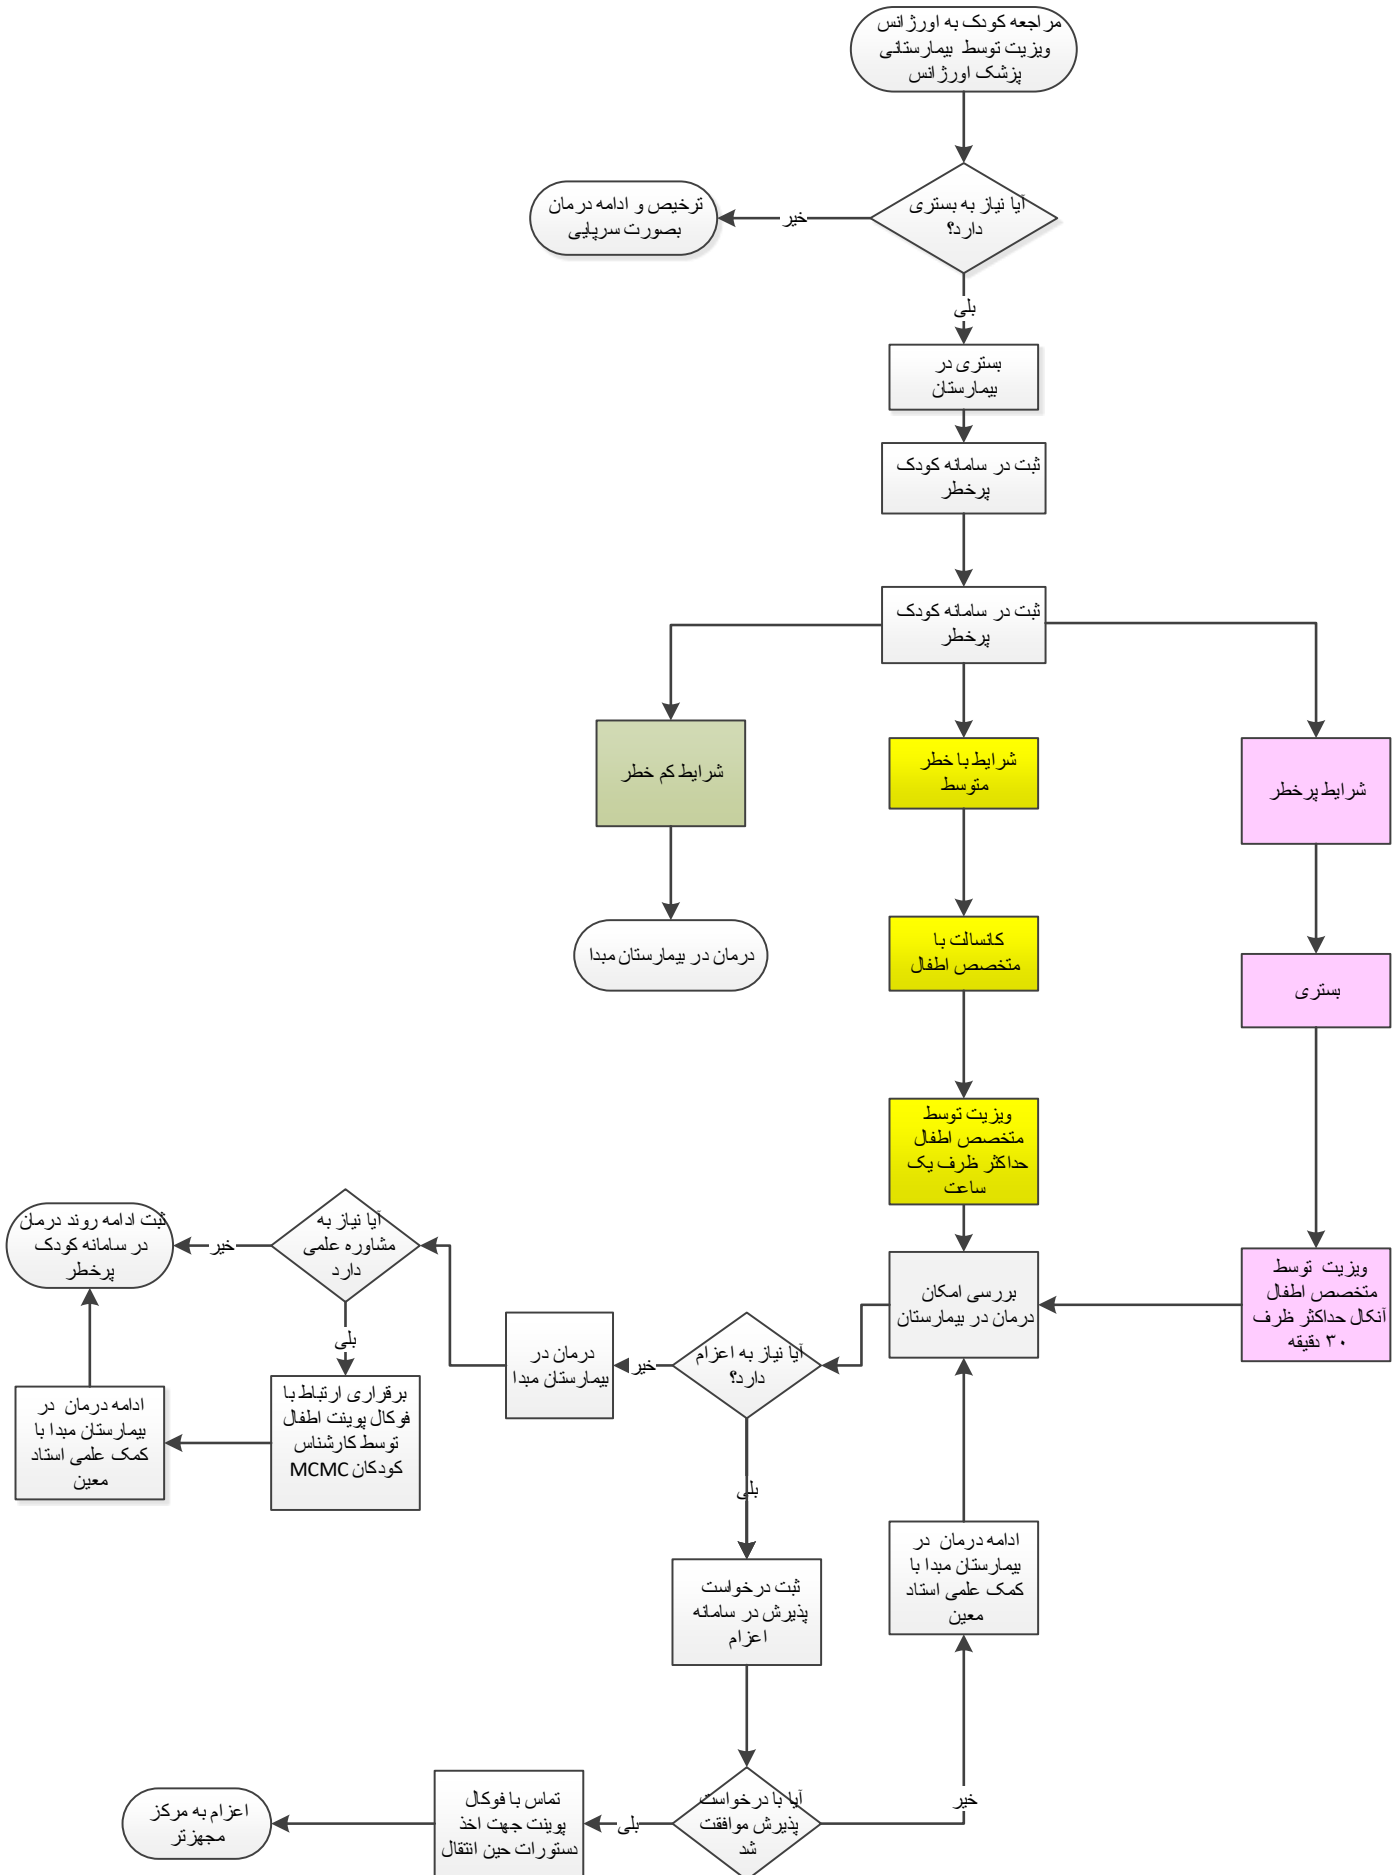 مراجعه کودک به اورژانس
ویزیت توسط بیمارستانی
پزشک اورژانس
آیا نیاز به بستری
دارد؟
خیر
ترخیص و ادامه درمان
بصورت سرپایی
بلی
بستری در
بیمارستان
ثبت در سامانه کودک
پرخطر
ثبت در سامانه کودک
پرخطر
شرایط پرخطر
شرایط با خطر
متوسط
شرایط کم خطر
بستری
کانسالت با
متخصص اطفال
درمان در بیمارستان مبدا
ویزیت توسط
متخصص اطفال
حداکثر ظرف یک
ساعت
ویزیت توسط
متخصص اطفال
آنکال حداکثر ظرف
۳۰ دقیقه
بررسی امکان
درمان در بیمارستان
آیا نیاز به اعزام
دارد؟
خیر
درمان در
بیمارستان مبدا
آیا نیاز به
مشاوره علمی
دارد
خیر
ثبت ادامه روند درمان
در سامانه کودک
پرخطر
بلی
برقراری ارتباط با
فوکال پوینت اطفال
توسط کارشناس
کودکان MCMC
ادامه درمان در
بیمارستان مبدا با
کمک علمی استاد
معین
بلی
ثبت درخواست
پذیرش در سامانه
اعزام
ادامه درمان در
بیمارستان مبدا با
کمک علمی استاد
معین
خیر
آیا با درخواست
پذیرش موافقت
شد
بلی
تماس با فوکال
پوینت جهت اخذ
دستورات حین انتقال
اعزام به مرکز
مجهزتر